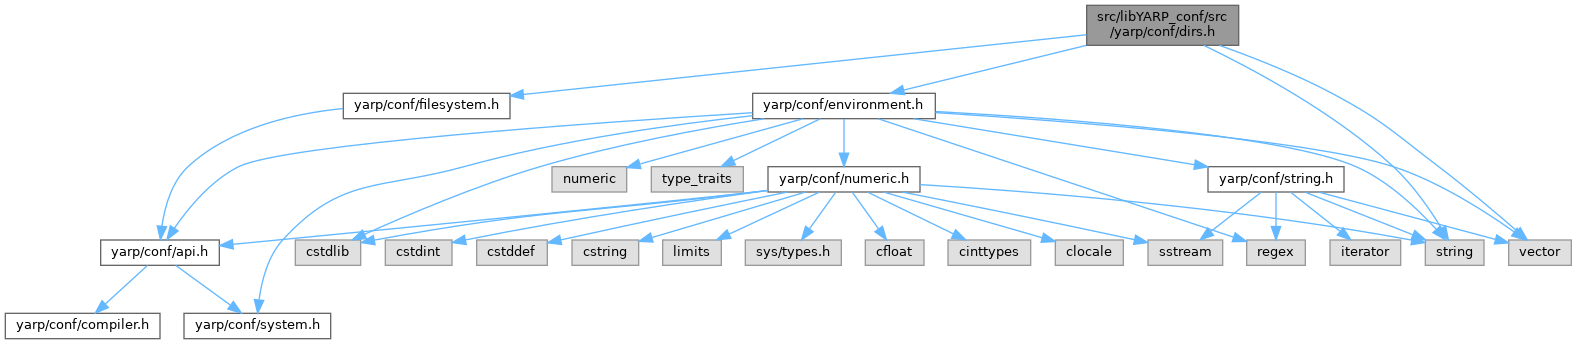 src/libYARP_conf/src
/yarp/conf/dirs.h
yarp/conf/filesystem.h
yarp/conf/environment.h
numeric
type_traits
yarp/conf/numeric.h
yarp/conf/string.h
yarp/conf/api.h
cstdlib
cstdint
cstddef
cstring
limits
sys/types.h
cfloat
cinttypes
clocale
sstream
regex
iterator
string
vector
yarp/conf/compiler.h
yarp/conf/system.h